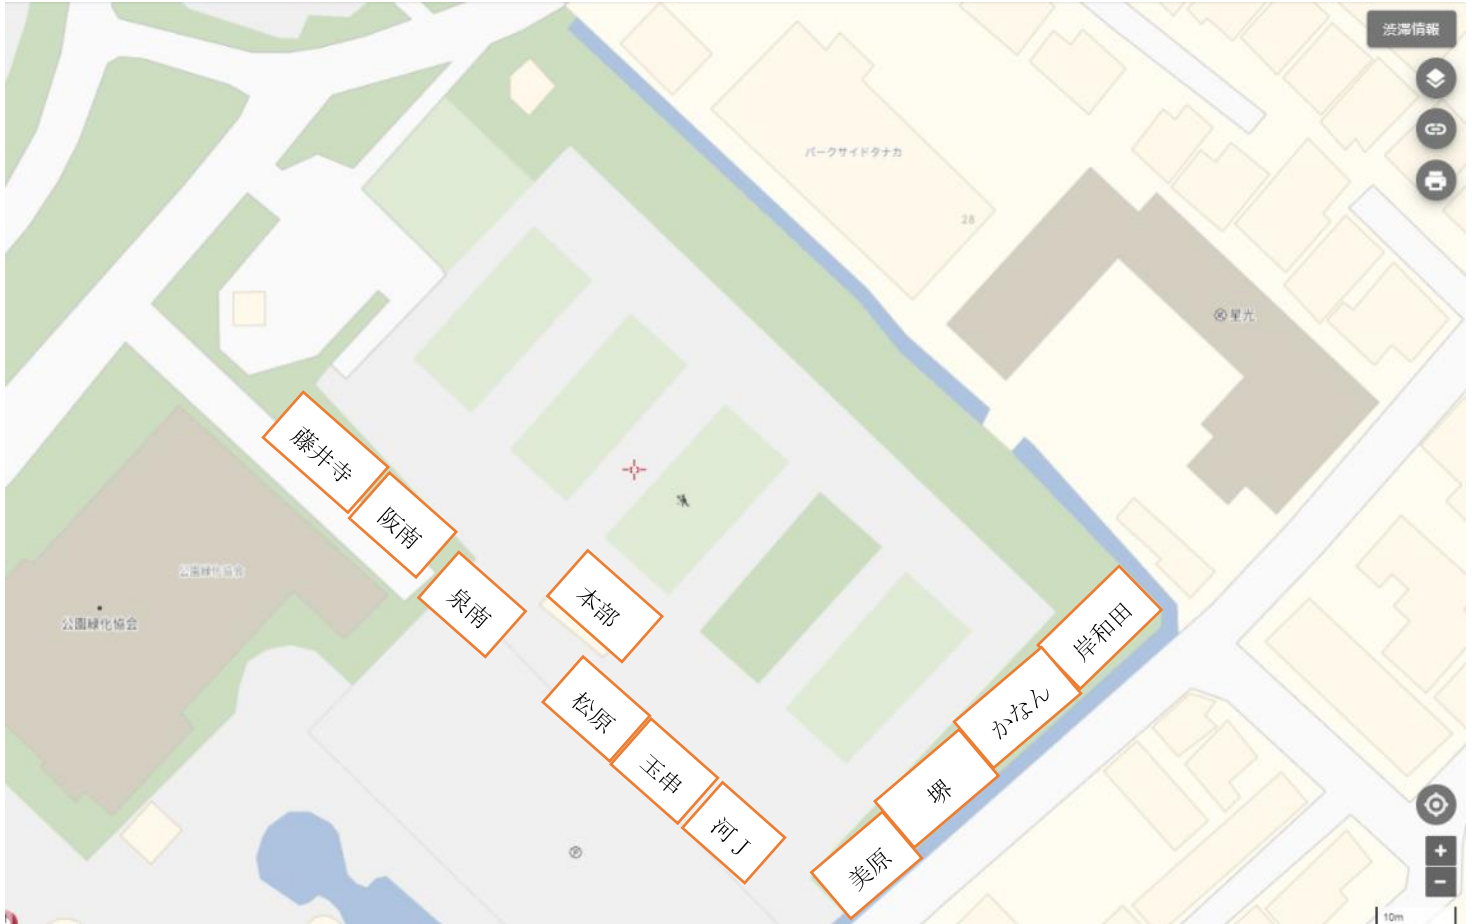 渋滞情報
パークサイドタナカ
28
星光
藤井寺
阪南
泉南
本部
公園緑化協会
公園緑化協会
岸和田
かなん
松原
玉串
堺
河J
美原
P
+
−
10m